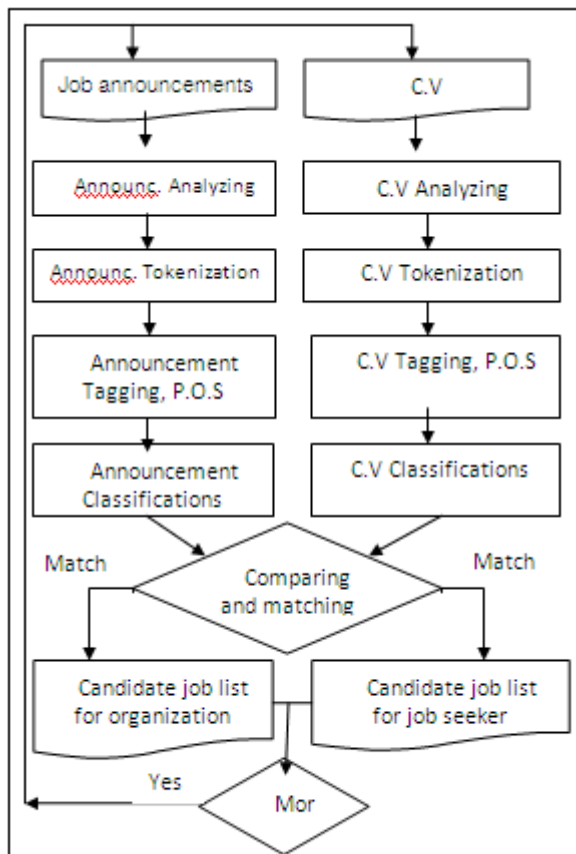 Job announcements
C.V
Announc. Analyzing
C.V Analyzing
Announc. Tokenization
C.V Tokenization
Announcement
Tagging, P.O.S
C.V Tagging, P.O.S
Announcement
Classifications
C.V Classifications
Match
Match
Comparing
and matching
Candidate job list
for organization
Candidate job list
for job seeker
Yes
Mor